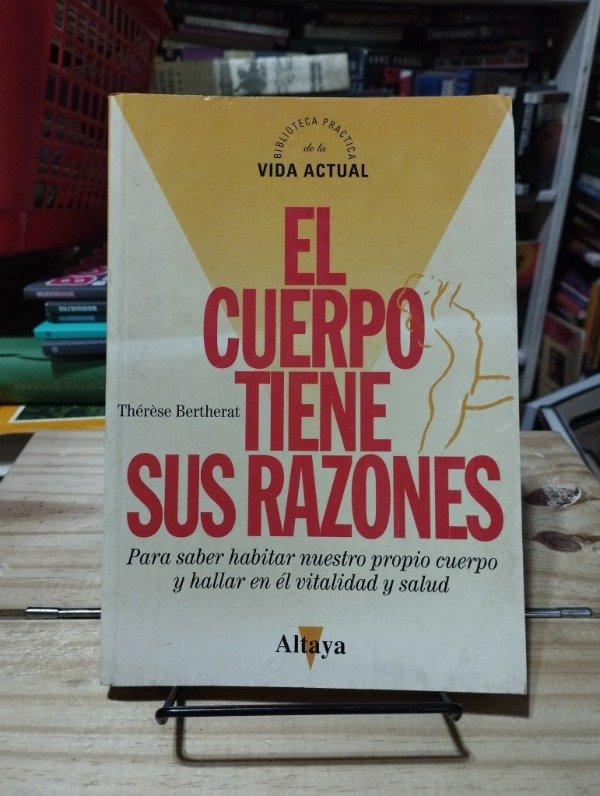 BIBLIOTECA PRACTICA
de la
VIDA ACTUAL
EL
CUERPO
TIENE
Thérèse Bertherat
SUS RAZONES
Para saber habitar nuestro propio cuerpo
y hallar en él vitalidad y salud
Altaya